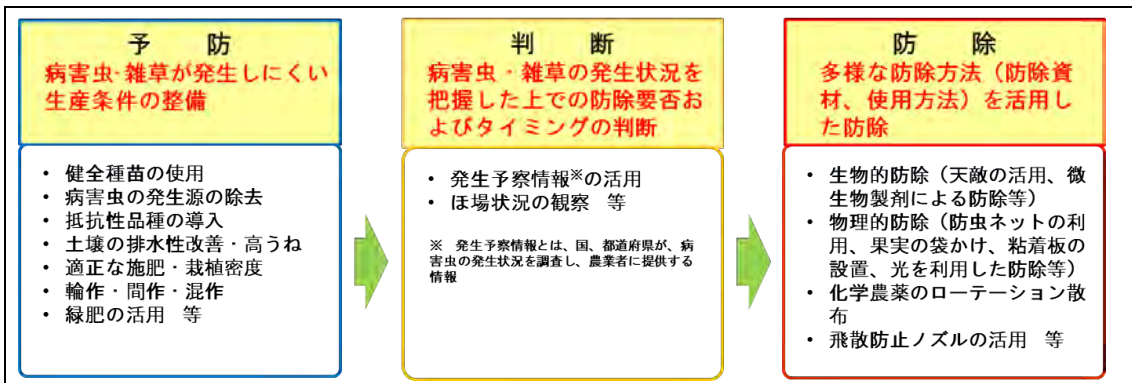 予　防
病害虫・雑草が発生しにくい
生産条件の整備
・ 健全種苗の使用
・ 病害虫の発生源の除去
・ 抵抗性品種の導入
・ 土壌の排水性改善・高うね
・ 適正な施肥・栽植密度
・ 輪作・間作・混作
・ 緑肥の活用　等
判　断
病害虫・雑草の発生状況を
把握した上での防除要否お
よびタイミングの判断
・ 発生予察情報※の活用
・ ほ場状況の観察　等
※　発生予察情報とは、国、都道府県が、病
害虫の発生状況を調査し、農業者に提供する
情報
防　除
多様な防除方法（防除資
材、使用方法）を活用し
た防除
・ 生物的防除（天敵の活用、微
生物製剤による防除等）
・ 物理的防除（防虫ネットの利
用、果実の袋かけ、粘着板の
設置、光を利用した防除等）
・ 化学農薬のローテーション散
布
・ 飛散防止ノズルの活用　等